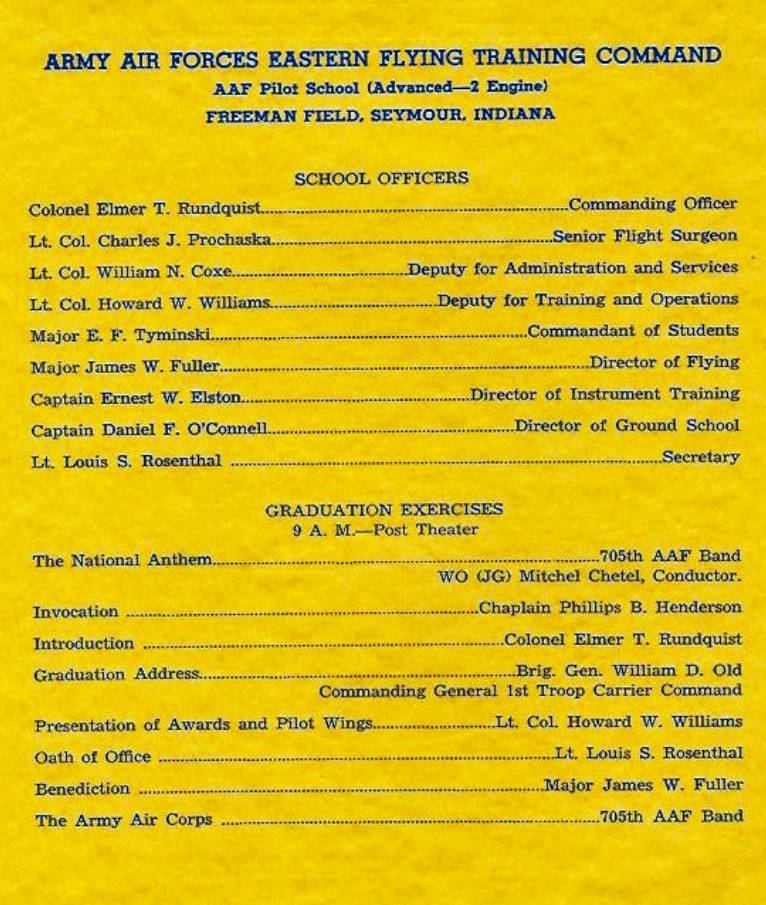 ARMY AIR FORCES EASTERN FLYING TRAINING COMMAND
AAF Pilot School (Advanced—2 Engine)
FREEMAN FIELD, SEYMOUR, INDIANA
SCHOOL OFFICERS
Colonel Elmer T. Rundquist..........Commanding Officer
Lt. Col. Charles J. Prochaska..........Senior Flight Surgeon
Lt. Col. William N. Coxe..........Deputy for Administration and Services
Lt. Col. Howard W. Williams..........Deputy for Training and Operations
Major E. F. Tyminski..........Commandant of Students
Major James W. Fuller..........Director of Flying
Captain Ernest W. Elston..........Director of Instrument Training
Captain Daniel F. O'Connell..........Director of Ground School
Lt. Louis S. Rosenthal ..........Secretary
GRADUATION EXERCISES
9 A. M.—Post Theater
The National Anthem..........705th AAF Band
WO (JG) Mitchel Chetel, Conductor.
Invocation ..........Chaplain Phillips B. Henderson
Introduction ..........Colonel Elmer T. Rundquist
Graduation Address..........Brig. Gen. William D. Old
Commanding General 1st Troop Carrier Command
Presentation of Awards and Pilot Wings..........Lt. Col. Howard W. Williams
Oath of Office ..........Lt. Louis S. Rosenthal
Benediction ..........Major James W. Fuller
The Army Air Corps ..........705th AAF Band